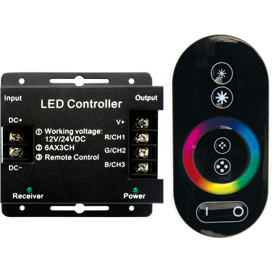 LED Controller
Input
Output
DC+
DC-
① Working voltage:
12V/24VDC
② 6AX3CH
③ Remote Control
V+
R/CH1
G/CH2
B/CH3
Receiver
Power